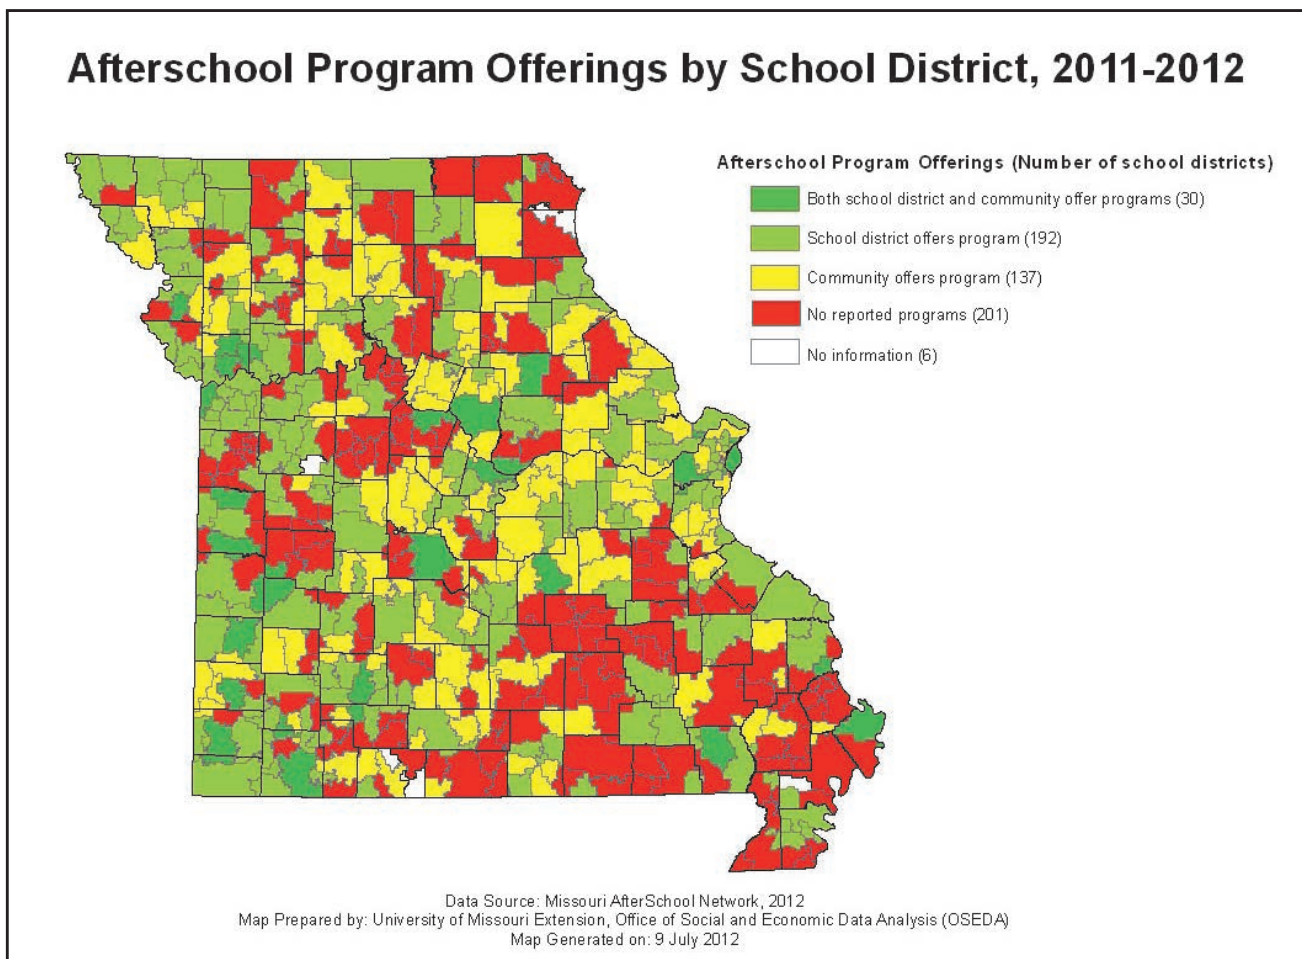 Afterschool Program Offerings by School District, 2011-2012
Afterschool Program Offerings (Number of school districts)
Both school district and community offer programs (30)
School district offers program (192)
Community offers program (137)
No reported programs (201)
No information (6)
Data Source: Missouri AfterSchool Network, 2012
Map Prepared by: University of Missouri Extension, Office of Social and Economic Data Analysis (OSEDA)
Map Generated on: 9 July 2012